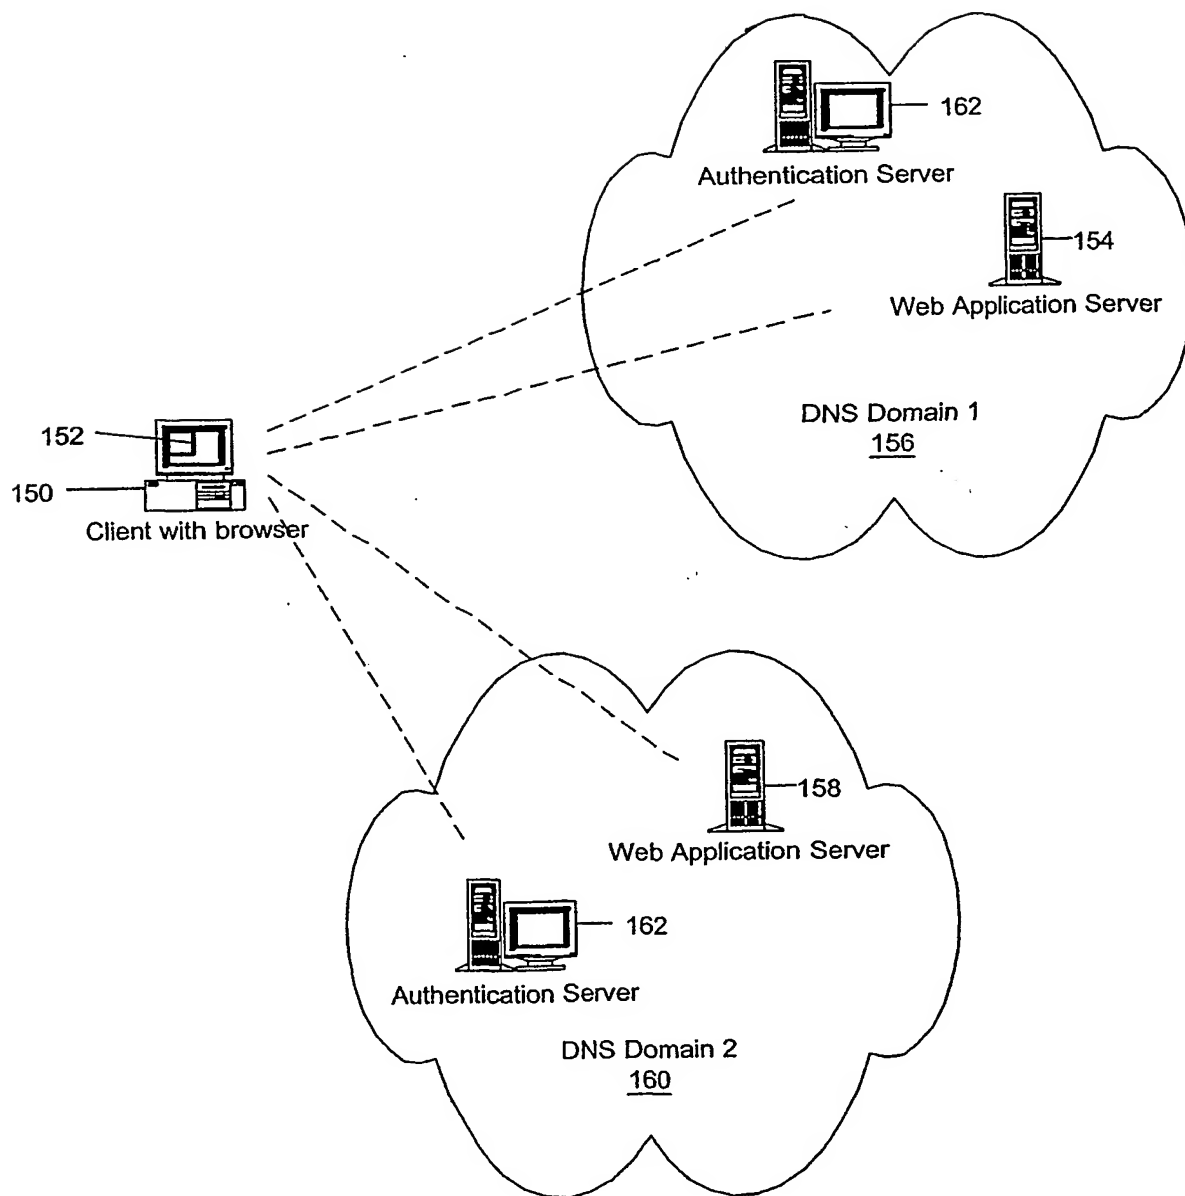 162
Authentication Server
154
Web Application Server
DNS Domain 1
156
152
150
Client with browser
158
Web Application Server
162
Authentication Server
DNS Domain 2
160